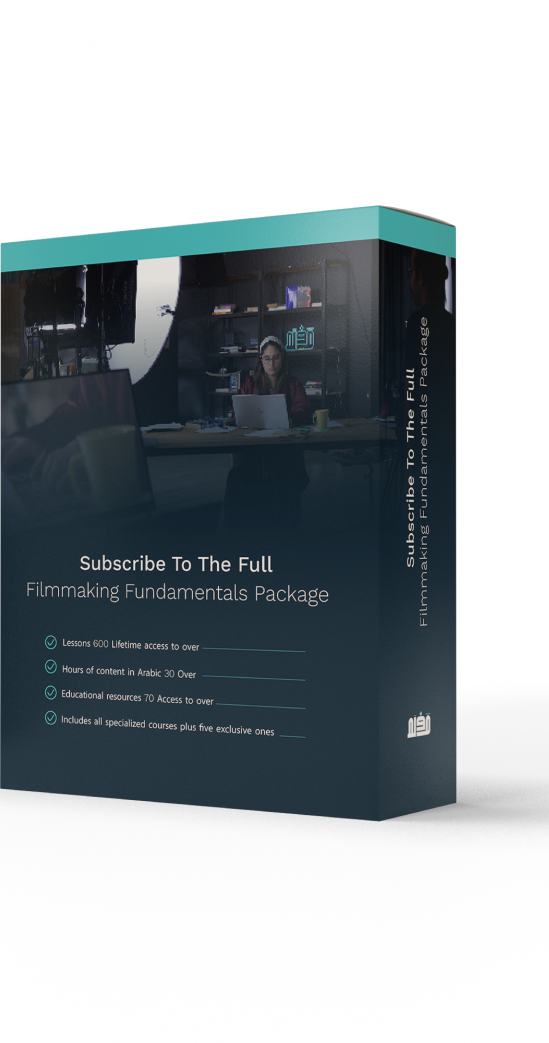 Subscribe To The Full
Filmmaking Fundamentals Package
Lessons 600 Lifetime access to over
Hours of content in Arabic 30 Over
Educational resources 70 Access to over
Includes all specialized courses plus five exclusive ones
Subscribe To The Full
Filmmaking Fundamentals Package